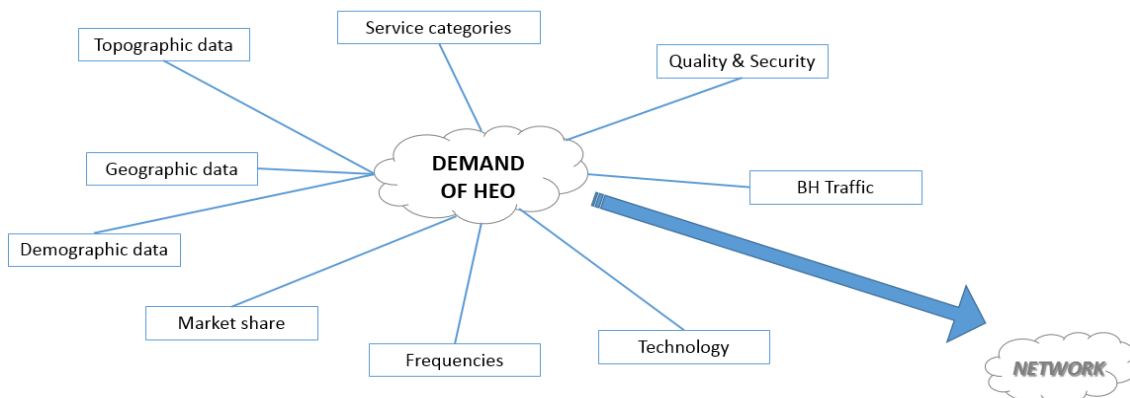 Service categories
Topographic data
Quality & Security
DEMAND
OF HEO
Geographic data
BH Traffic
Demographic data
Market share
Technology
Frequencies
NETWORK